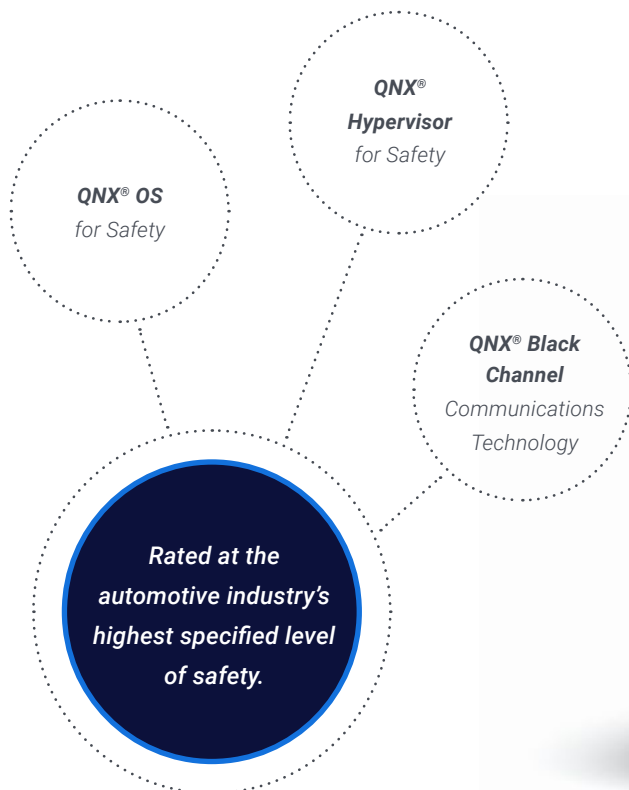 QNX®
Hypervisor
for Safety
QNX® OS
for Safety
QNX® Black
Channel
Communications
Technology
Rated at the
automotive industry’s
highest specified level
of safety.